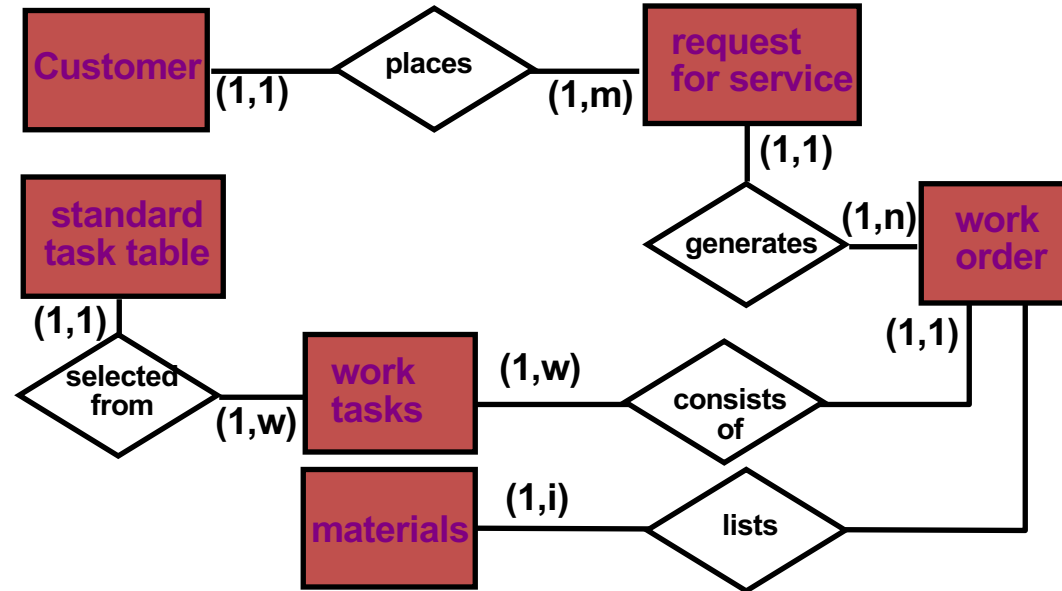 Customer
(1,1)
places
(1,m)
request
for service
(1,1)
standard
task table
generates
(1,n)
work
order
(1,1)
(1,1)
selected
from
(1,w)
work
tasks
(1,w)
consists
of
materials
(1,i)
lists